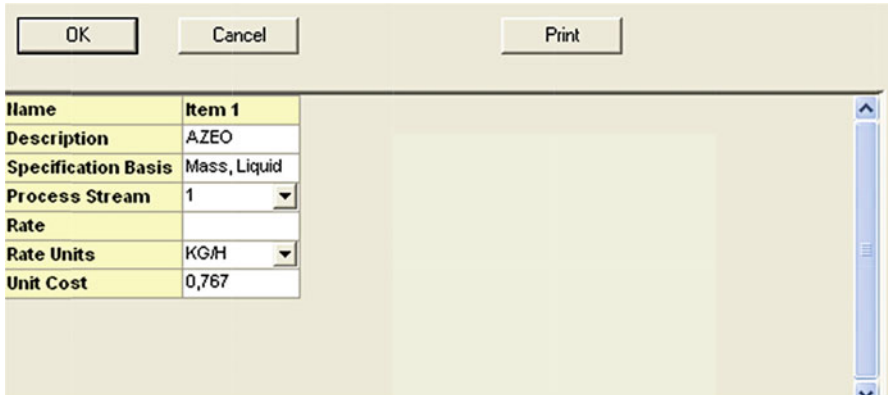 OK Cancel Print
Name Item 1
Description AZEO
Specification Basis Mass, Liquid
Process Stream 1
Rate
Rate Units KG/H
Unit Cost 0,767